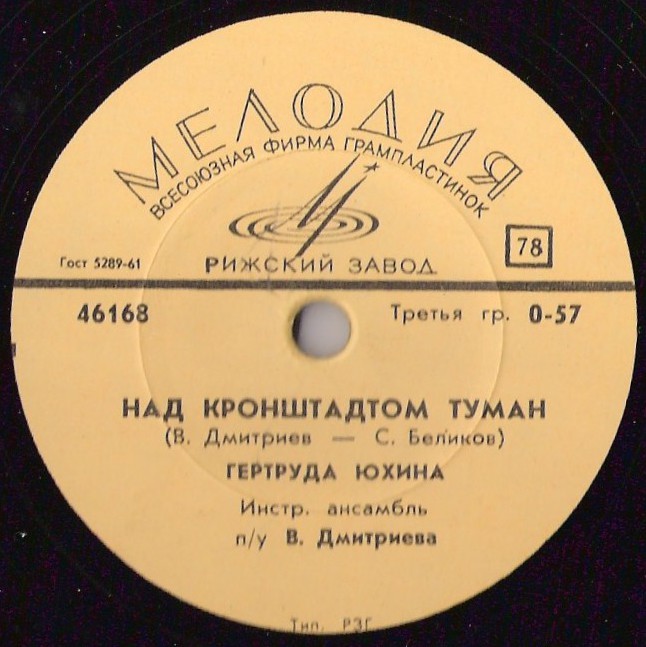 МЕЛОДИЯ
ВСЕСОЮЗНАЯ ФИРМА ГРАМПЛАСТИНОК
78
Гост 5289-61
РИЖСКИЙ ЗАВОД
46168
Третья гр. 0-57
НАД КРОНШТАДТОМ ТУМАН
(В. Дмитриев — С. Беликов)
ГЕРТРУДА ЮХИНА
Инстр. ансамбль
п/у В. Дмитриева
Тип. РЗГ